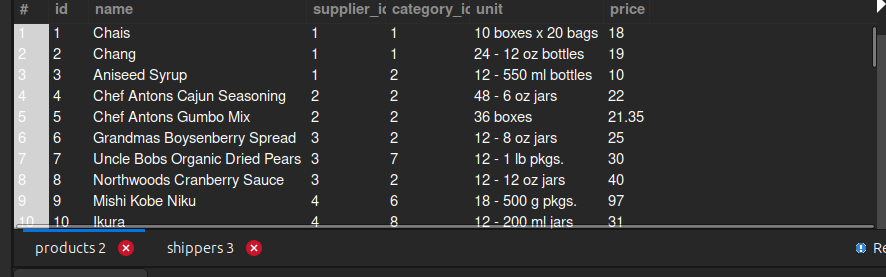 # id name supplier_id category_id unit price
1 1 Chais 1 1 10 boxes x 20 bags 18
2 2 Chang 1 1 24 - 12 oz bottles 19
3 3 Aniseed Syrup 1 2 12 - 550 ml bottles 10
4 4 Chef Antons Cajun Seasoning 2 2 48 - 6 oz jars 22
5 5 Chef Antons Gumbo Mix 2 2 36 boxes 21.35
6 6 Grandmas Boysenberry Spread 3 2 12 - 8 oz jars 25
7 7 Uncle Bobs Organic Dried Pears 3 7 12 - 1 lb pkgs. 30
8 8 Northwoods Cranberry Sauce 3 2 12 - 12 oz jars 40
9 9 Mishi Kobe Niku 4 6 18 - 500 g pkgs. 97
10 10 Ikura 4 8 12 - 200 ml jars 31
products 2 shippers 3 Re